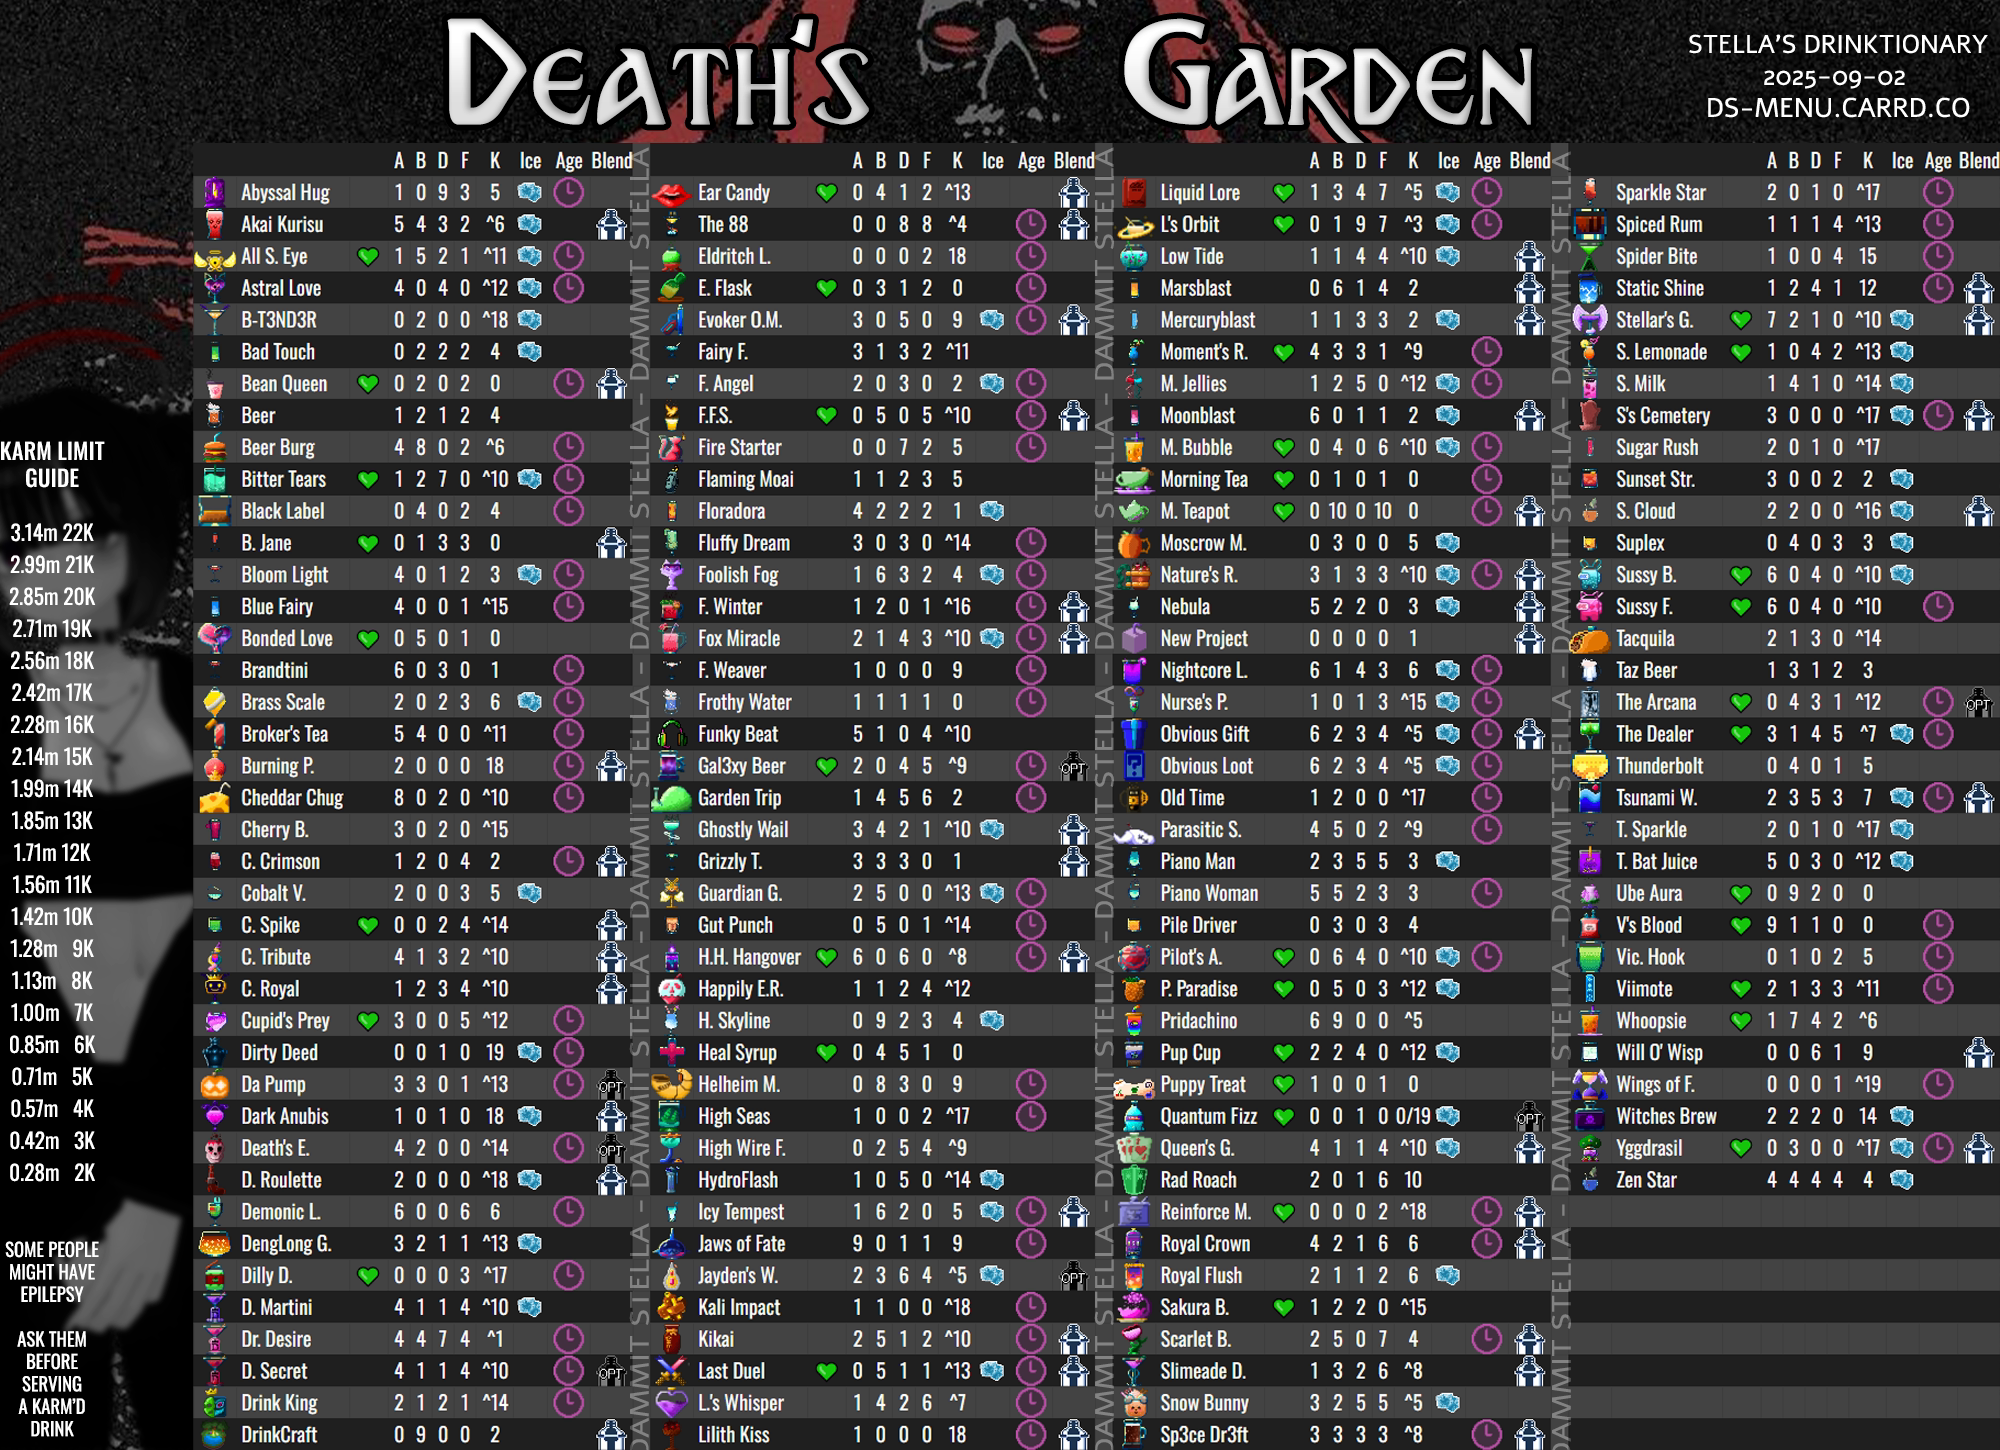 DEATH'S GARDEN
STELLA'S DRINKTIONARY
2025-09-02
DS-MENU.CARRD.CO
KARM LIMIT
GUIDE
3.14m 22K
2.99m 21K
2.85m 20K
2.71m 19K
2.56m 18K
2.42m 17K
2.28m 16K
2.14m 15K
1.99m 14K
1.85m 13K
1.71m 12K
1.56m 11K
1.42m 10K
1.28m 9K
1.13m 8K
1.00m 7K
0.85m 6K
0.71m 5K
0.57m 4K
0.42m 3K
0.28m 2K
SOME PEOPLE
MIGHT HAVE
EPILEPSY
ASK THEM
BEFORE
SERVING
A KARM'D
DRINK
A B D F K Ice Age Blend
Abyssal Hug 1 0 9 3 5
Akai Kurisu 5 4 3 2 ^6
All S. Eye 1 5 2 1 ^11
Astral Love 4 0 4 0 ^12
B-T3ND3R 0 2 0 0 ^18
Bad Touch 0 2 2 2 4
Bean Queen 0 2 0 2 0
Beer 1 2 1 2 4
Beer Burg 4 8 0 2 ^6
Bitter Tears 1 2 7 0 ^10
Black Label 0 4 0 2 4
B. Jane 0 1 3 3 0
Bloom Light 4 0 1 2 3
Blue Fairy 4 0 0 1 ^15
Bonded Love 0 5 0 1 0
Brandtini 6 0 3 0 1
Brass Scale 2 0 2 3 6
Broker's Tea 5 4 0 0 ^11
Burning P. 2 0 0 0 18
Cheddar Chug 8 0 2 0 ^10
Cherry B. 3 0 2 0 ^15
C. Crimson 1 2 0 4 2
Cobalt V. 2 0 0 3 5
C. Spike 0 0 2 4 ^14
C. Tribute 4 1 3 2 ^10
C. Royal 1 2 3 4 ^10
Cupid's Prey 3 0 0 5 ^12
Dirty Deed 0 0 1 0 19
Da Pump 3 3 0 1 ^13 OPT
Dark Anubis 1 0 1 0 18
Death's E. 4 2 0 0 ^14 OPT
D. Roulette 2 0 0 0 ^18
Demonic L. 6 0 0 6 6
DengLong G. 3 2 1 1 ^13
Dilly D. 0 0 0 3 ^17
D. Martini 4 1 1 4 ^10
Dr. Desire 4 4 7 4 ^1
D. Secret 4 1 1 4 ^10 OPT
Drink King 2 1 2 1 ^14
DrinkCraft 0 9 0 0 2
DAMMIT STELLA - DAMMIT STELLA - DAMMIT STELLA - DAMMIT STELLA
A B D F K Ice Age Blend
Ear Candy 0 4 1 2 ^13
The 88 0 0 8 8 ^4
Eldritch L. 0 0 0 2 18
E. Flask 0 3 1 2 0
Evoker O.M. 3 0 5 0 9
Fairy F. 3 1 3 2 ^11
F. Angel 2 0 3 0 2
F.F.S. 0 5 0 5 ^10
Fire Starter 0 0 7 2 5
Flaming Moai 1 1 2 3 5
Floradora 4 2 2 2 1
Fluffy Dream 3 0 3 0 ^14
Foolish Fog 1 6 3 2 4
F. Winter 1 2 0 1 ^16
Fox Miracle 2 1 4 3 ^10
F. Weaver 1 0 0 0 9
Frothy Water 1 1 1 1 0
Funky Beat 5 1 0 4 ^10
Gal3xy Beer 2 0 4 5 ^9 OPT
Garden Trip 1 4 5 6 2
Ghostly Wail 3 4 2 1 ^10
Grizzly T. 3 3 3 0 1
Guardian G. 2 5 0 0 ^13
Gut Punch 0 5 0 1 ^14
H.H. Hangover 6 0 6 0 ^8
Happily E.R. 1 1 2 4 ^12
H. Skyline 0 9 2 3 4
Heal Syrup 0 4 5 1 0
Helheim M. 0 8 3 0 9
High Seas 1 0 0 2 ^17
High Wire F. 0 2 5 4 ^9
HydroFlash 1 0 5 0 ^14
Icy Tempest 1 6 2 0 5
Jaws of Fate 9 0 1 1 9
Jayden's W. 2 3 6 4 ^5 OPT
Kali Impact 1 1 0 0 ^18
Kikai 2 5 1 2 ^10
Last Duel 0 5 1 1 ^13
L.'s Whisper 1 4 2 6 ^7
Lilith Kiss 1 0 0 0 18
DAMMIT STELLA - DAMMIT STELLA - DAMMIT STELLA - DAMMIT STELLA
A B D F K Ice Age Blend
Liquid Lore 1 3 4 7 ^5
L's Orbit 0 1 9 7 ^3
Low Tide 1 1 4 4 ^10
Marsblast 0 6 1 4 2
Mercuryblast 1 1 3 3 2
Moment's R. 4 3 3 1 ^9
M. Jellies 1 2 5 0 ^12
Moonblast 6 0 1 1 2
M. Bubble 0 4 0 6 ^10
Morning Tea 0 1 0 1 0
M. Teapot 0 10 0 10 0
Moscrow M. 0 3 0 0 5
Nature's R. 3 1 3 3 ^10
Nebula 5 2 2 0 3
New Project 0 0 0 0 1
Nightcore L. 6 1 4 3 6
Nurse's P. 1 0 1 3 ^15
Obvious Gift 6 2 3 4 ^5
Obvious Loot 6 2 3 4 ^5
Old Time 1 2 0 0 ^17
Parasitic S. 4 5 0 2 ^9
Piano Man 2 3 5 5 3
Piano Woman 5 5 2 3 3
Pile Driver 0 3 0 3 4
Pilot's A. 0 6 4 0 ^10
P. Paradise 0 5 0 3 ^12
Pridachino 6 9 0 0 ^5
Pup Cup 2 2 4 0 ^12
Puppy Treat 1 0 0 1 0
Quantum Fizz 0 0 1 0 0/19 OPT
Queen's G. 4 1 1 4 ^10
Rad Roach 2 0 1 6 10
Reinforce M. 0 0 0 2 ^18
Royal Crown 4 2 1 6 6
Royal Flush 2 1 1 2 6
Sakura B. 1 2 2 0 ^15
Scarlet B. 2 5 0 7 4
Slimeade D. 1 3 2 6 ^8
Snow Bunny 3 2 5 5 ^5
Sp3ce Dr3ft 3 3 3 3 ^8
DAMMIT STELLA - DAMMIT STELLA - DAMMIT STELLA - DAMMIT STELLA
A B D F K Ice Age Blend
Sparkle Star 2 0 1 0 ^17
Spiced Rum 1 1 1 4 ^13
Spider Bite 1 0 0 4 15
Static Shine 1 2 4 1 12
Stellar's G. 7 2 1 0 ^10
S. Lemonade 1 0 4 2 ^13
S. Milk 1 4 1 0 ^14
S's Cemetery 3 0 0 0 ^17
Sugar Rush 2 0 1 0 ^17
Sunset Str. 3 0 0 2 2
S. Cloud 2 2 0 0 ^16
Suplex 0 4 0 3 3
Sussy B. 6 0 4 0 ^10
Sussy F. 6 0 4 0 ^10
Tacquila 2 1 3 0 ^14
Taz Beer 1 3 1 2 3
The Arcana 0 4 3 1 ^12 OPT
The Dealer 3 1 4 5 ^7
Thunderbolt 0 4 0 1 5
Tsunami W. 2 3 5 3 7
T. Sparkle 2 0 1 0 ^17
T. Bat Juice 5 0 3 0 ^12
Ube Aura 0 9 2 0 0
V's Blood 9 1 1 0 0
Vic. Hook 0 1 0 2 5
Viimote 2 1 3 3 ^11
Whoopsie 1 7 4 2 ^6
Will O' Wisp 0 0 6 1 9
Wings of F. 0 0 0 1 ^19
Witches Brew 2 2 2 0 14
Yggdrasil 0 3 0 0 ^17
Zen Star 4 4 4 4 4